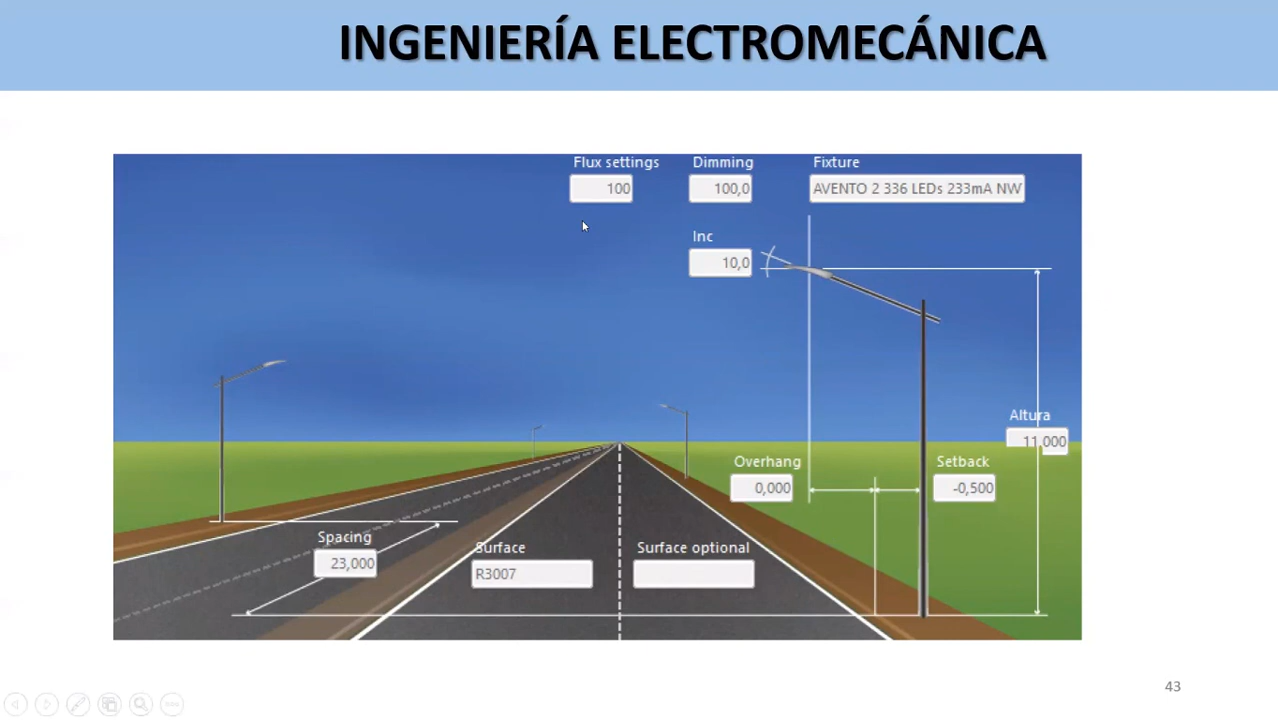 INGENIERÍA ELECTROMECÁNICA
Flux settings
100
Dimming
100,0
Fixture
AVENTO 2 336 LEDs 233mA NW
Inc
10,0
Altura
11,000
Overhang
0,000
Setback
-0,500
Spacing
23,000
Surface
R3007
Surface optional
43